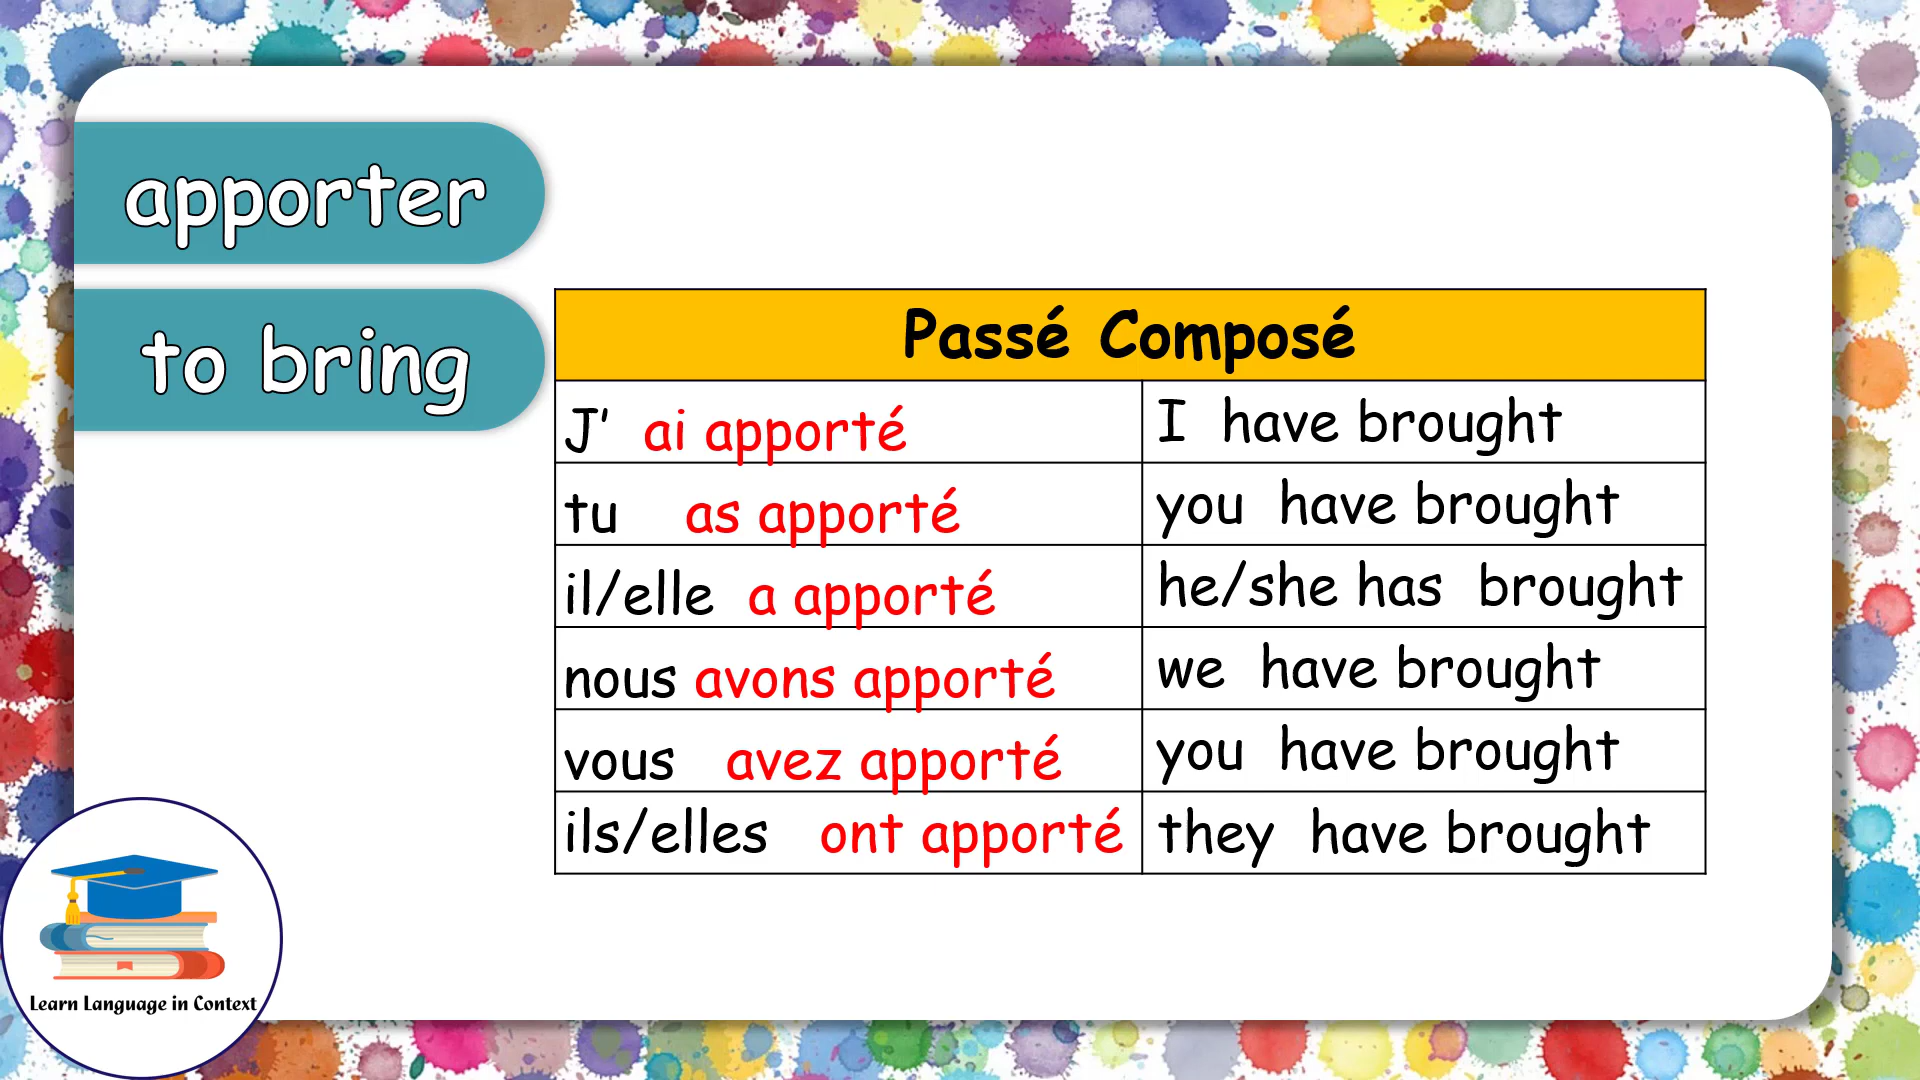 apporter
to bring
Passé Composé
J' ai apporté I have brought
tu as apporté you have brought
il/elle a apporté he/she has brought
nous avons apporté we have brought
vous avez apporté you have brought
ils/elles ont apporté they have brought
Learn Language in Context